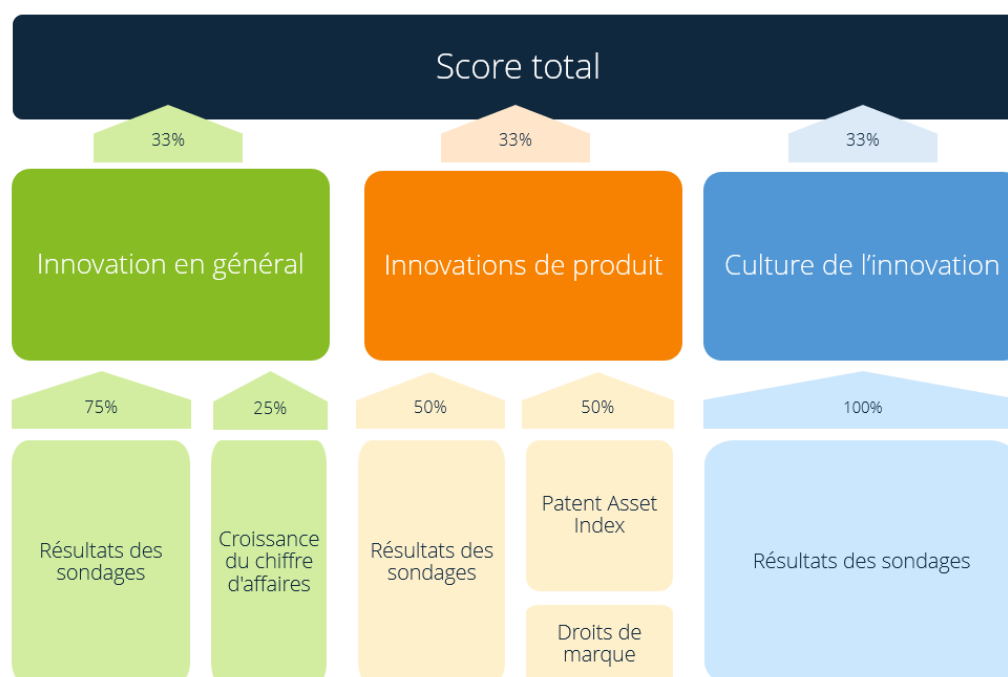 Score total
33%
33%
33%
Innovation en général
Innovations de produit
Culture de l’innovation
75%
25%
50%
50%
100%
Résultats des
sondages
Croissance
du chiffre
d'affaires
Résultats des
sondages
Patent Asset
Index
Droits de
marque
Résultats des sondages